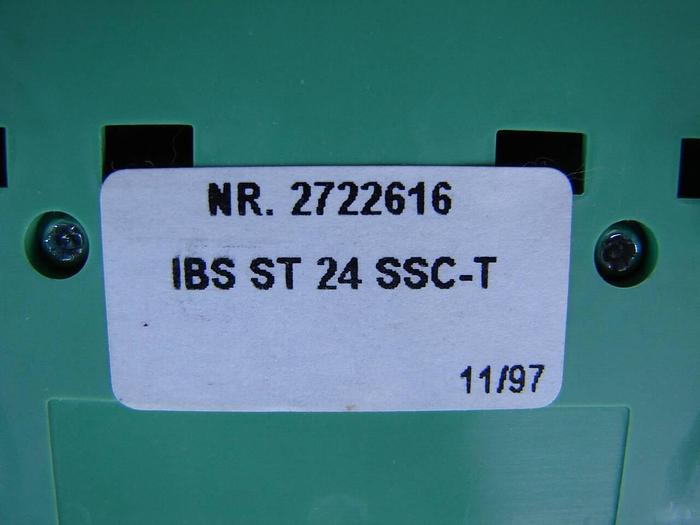 NR. 2722616
IBS ST 24 SSC-T
11/97